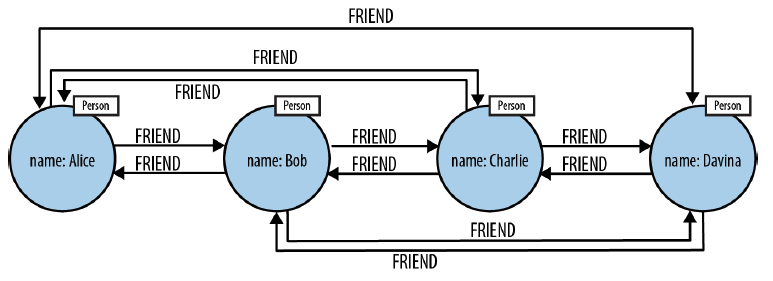 FRIEND
FRIEND
FRIEND
Person
Person
Person
Person
FRIEND
FRIEND
FRIEND
name: Alice
FRIEND
name: Bob
FRIEND
name: Charlie
FRIEND
name: Davina
FRIEND
FRIEND